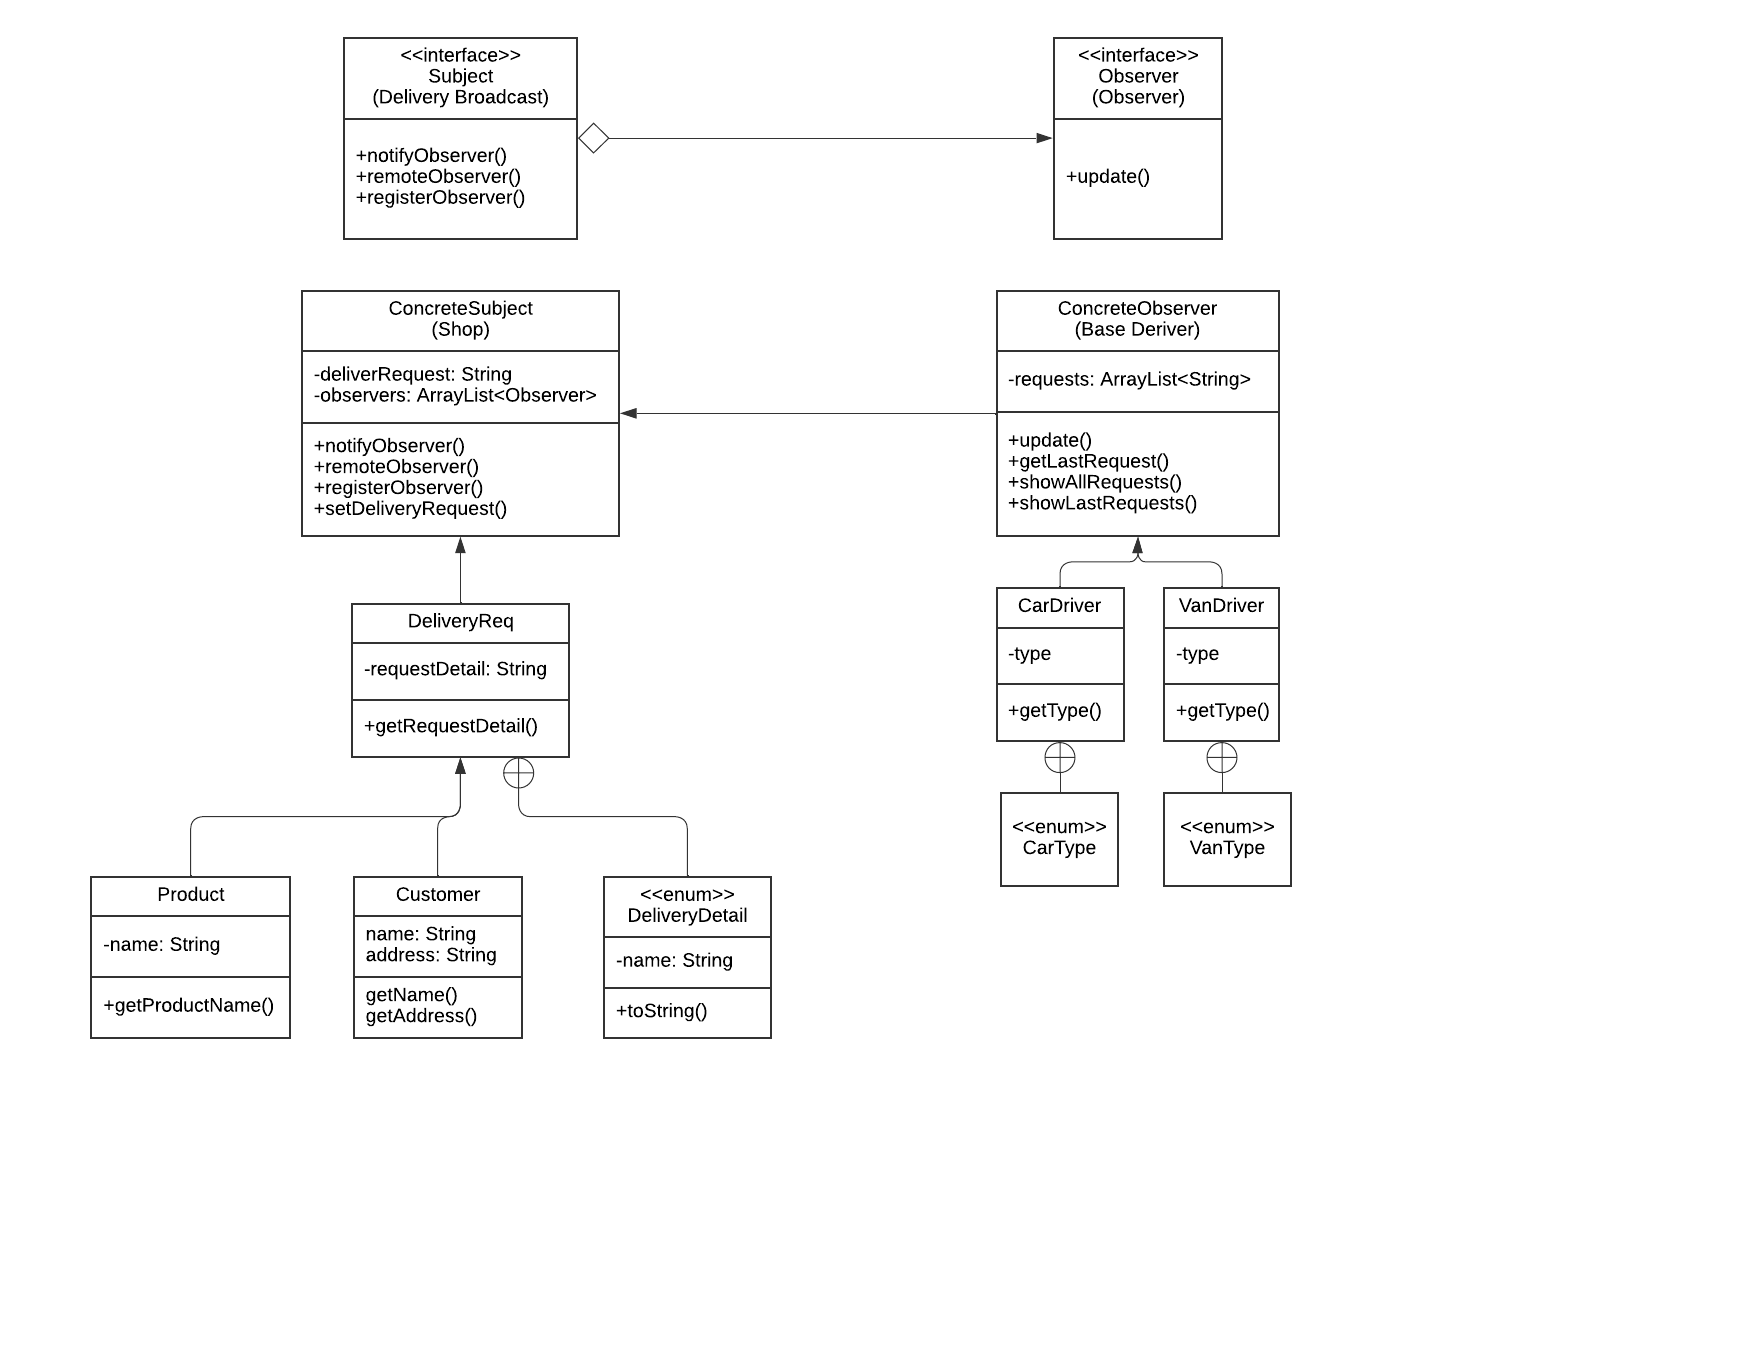 <<interface>>
Subject
(Delivery Broadcast)
+notifyObserver()
+remoteObserver()
+registerObserver()
<<interface>>
Observer
(Observer)
+update()
ConcreteSubject
(Shop)
-deliverRequest: String
-observers: ArrayList<Observer>
+notifyObserver()
+remoteObserver()
+registerObserver()
+setDeliveryRequest()
ConcreteObserver
(Base Deriver)
-requests: ArrayList<String>
+update()
+getLastRequest()
+showAllRequests()
+showLastRequests()
DeliveryReq
-requestDetail: String
+getRequestDetail()
CarDriver
-type
+getType()
VanDriver
-type
+getType()
<<enum>>
CarType
<<enum>>
VanType
Product
-name: String
+getProductName()
Customer
name: String
address: String
getName()
getAddress()
<<enum>>
DeliveryDetail
-name: String
+toString()